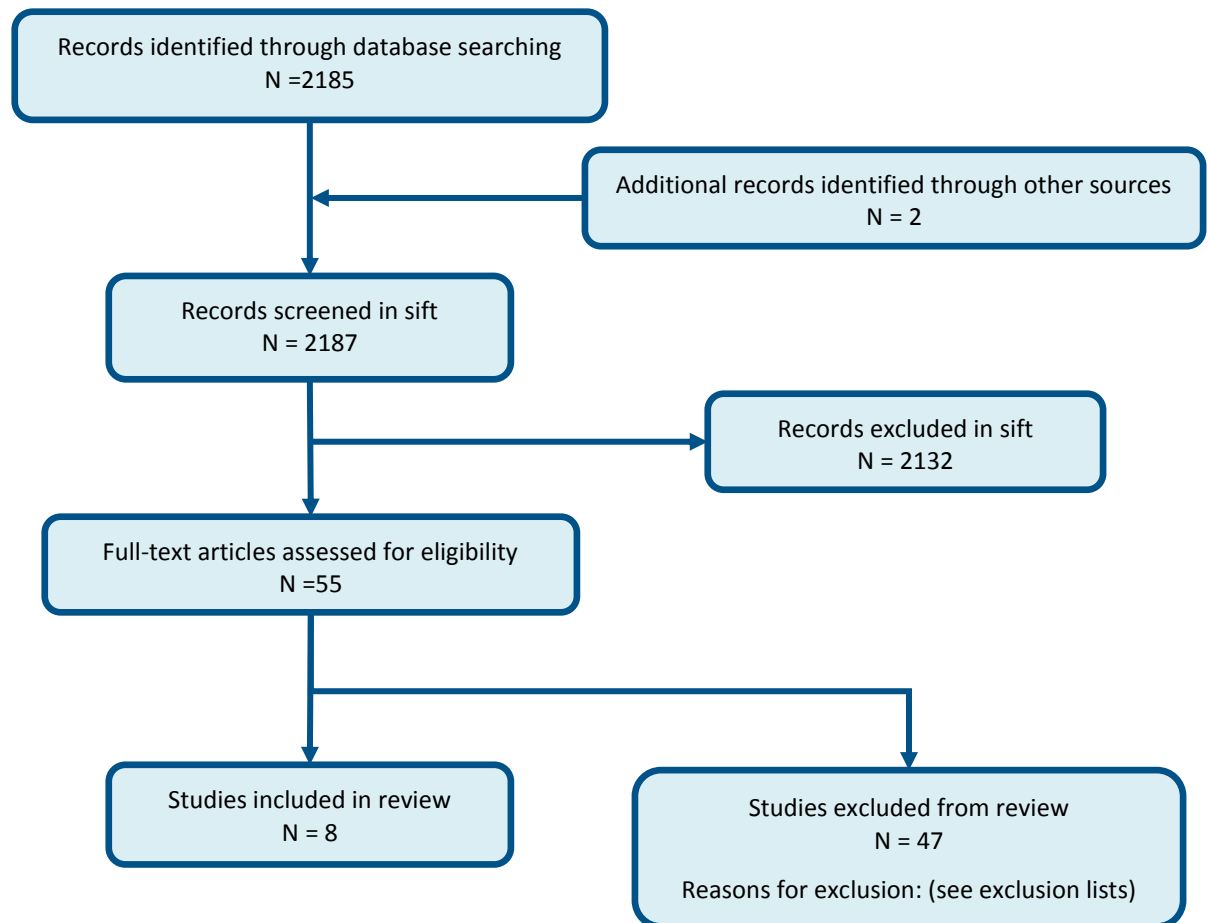 Records identified through database searching
N =2185
Additional records identified through other sources
N = 2
Records screened in sift
N = 2187
Records excluded in sift
N = 2132
Full-text articles assessed for eligibility
N =55
Studies included in review
N = 8
Studies excluded from review
N = 47
Reasons for exclusion: (see exclusion lists)